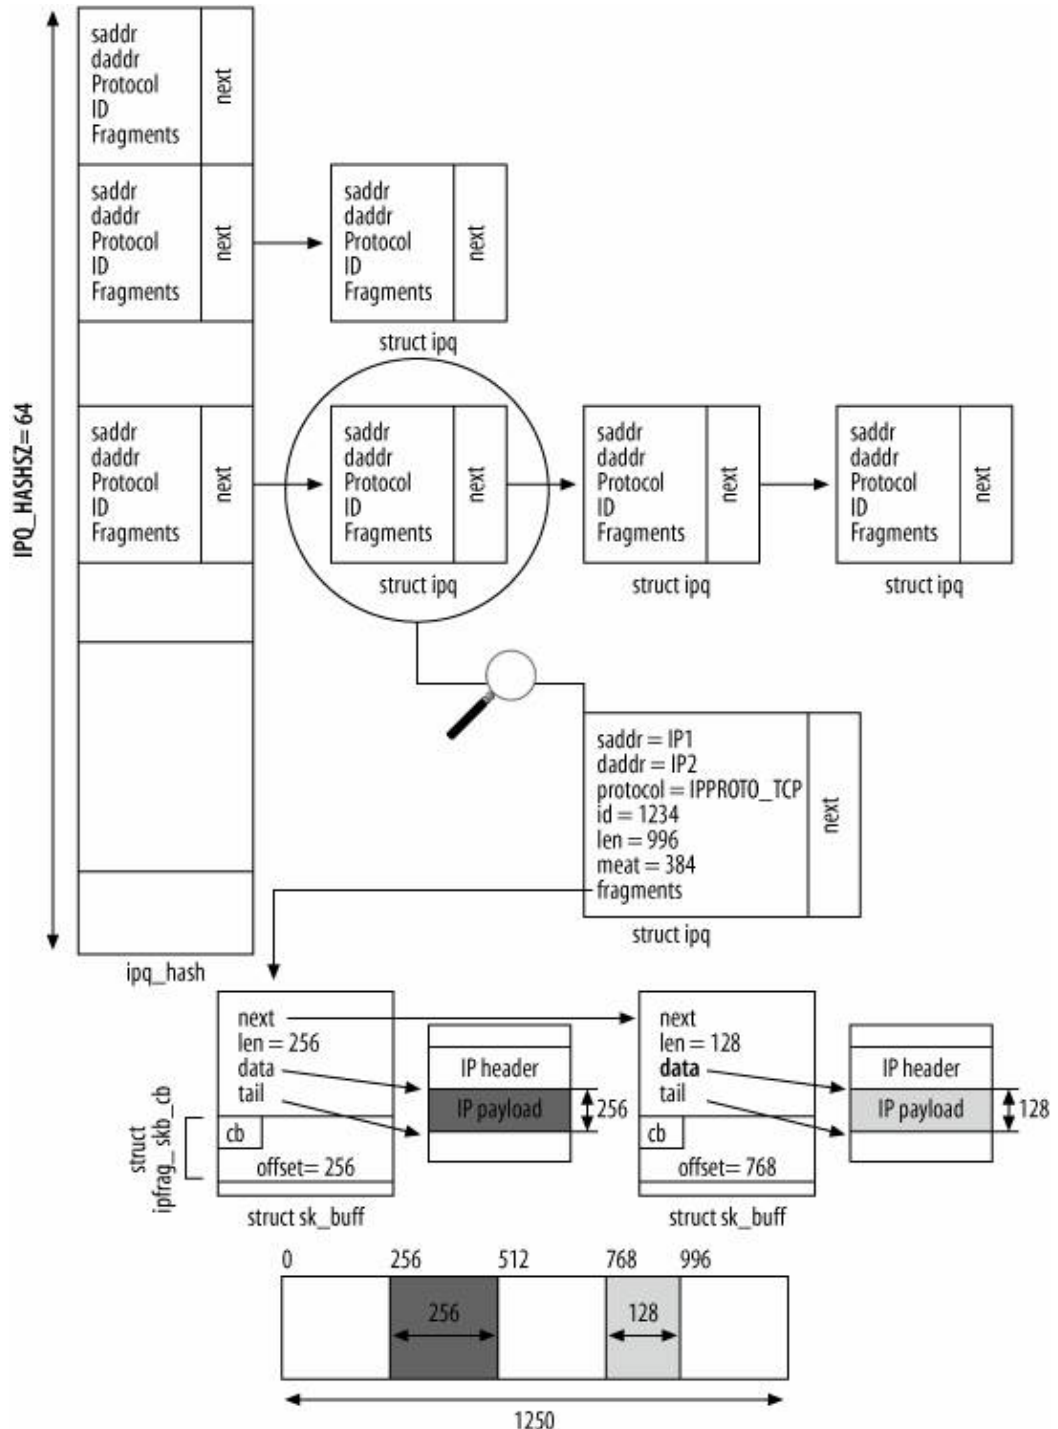 saddr
daddr
Protocol
ID
Fragments
next
saddr
daddr
Protocol
ID
Fragments
next
saddr
daddr
Protocol
ID
Fragments
next
struct ipq
IPQ_HASHSZ= 64
saddr
daddr
Protocol
ID
Fragments
next
saddr
daddr
Protocol
ID
Fragments
next
struct ipq
saddr
daddr
Protocol
ID
Fragments
next
struct ipq
saddr
daddr
Protocol
ID
Fragments
next
struct ipq
saddr = IP1
daddr = IP2
protocol = IPPROTO_TCP
id = 1234
len = 996
meat = 384
fragments
next
struct ipq
ipq_hash
next
len = 256
data
tail
cb
offset= 256
struct
ipfrag_skb_cb
struct sk_buff
IP header
IP payload
256
next
len = 128
data
tail
cb
offset= 768
struct sk_buff
IP header
IP payload
128
0 256 512 768 996
256
128
1250